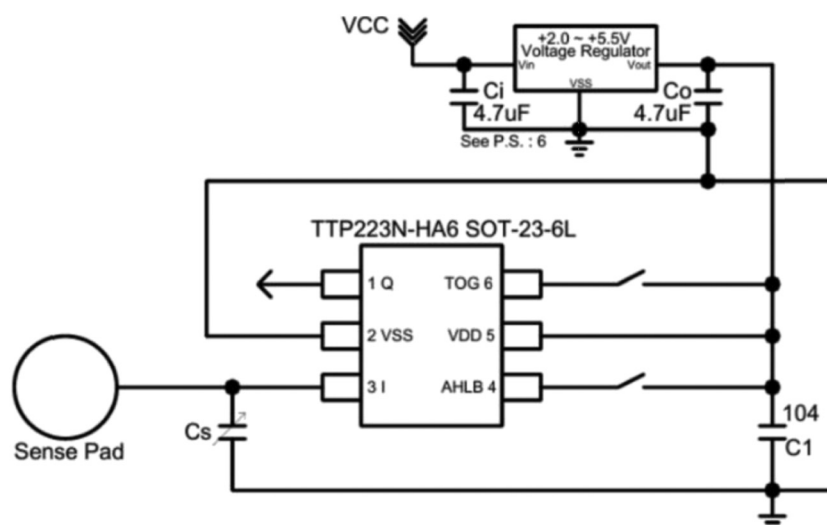 VCC
+2.0 ~ +5.5V
Voltage Regulator
Vin
Vout
VSS
Ci
4.7uF
Co
4.7uF
See P.S. : 6
TTP223N-HA6 SOT-23-6L
1 Q
TOG 6
2 VSS
VDD 5
3 I
AHLB 4
Cs
Sense Pad
104
C1